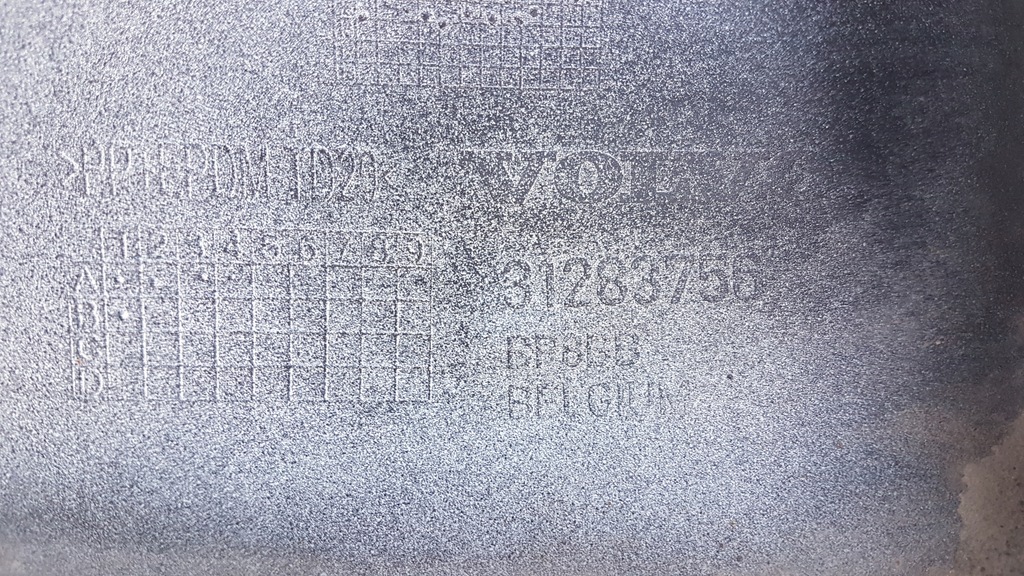 >PP+EPDM-TD20<
VOLVO
1 2 3 4 5 6 7 8 9
A
B
C
D
31283756
BELGIUM